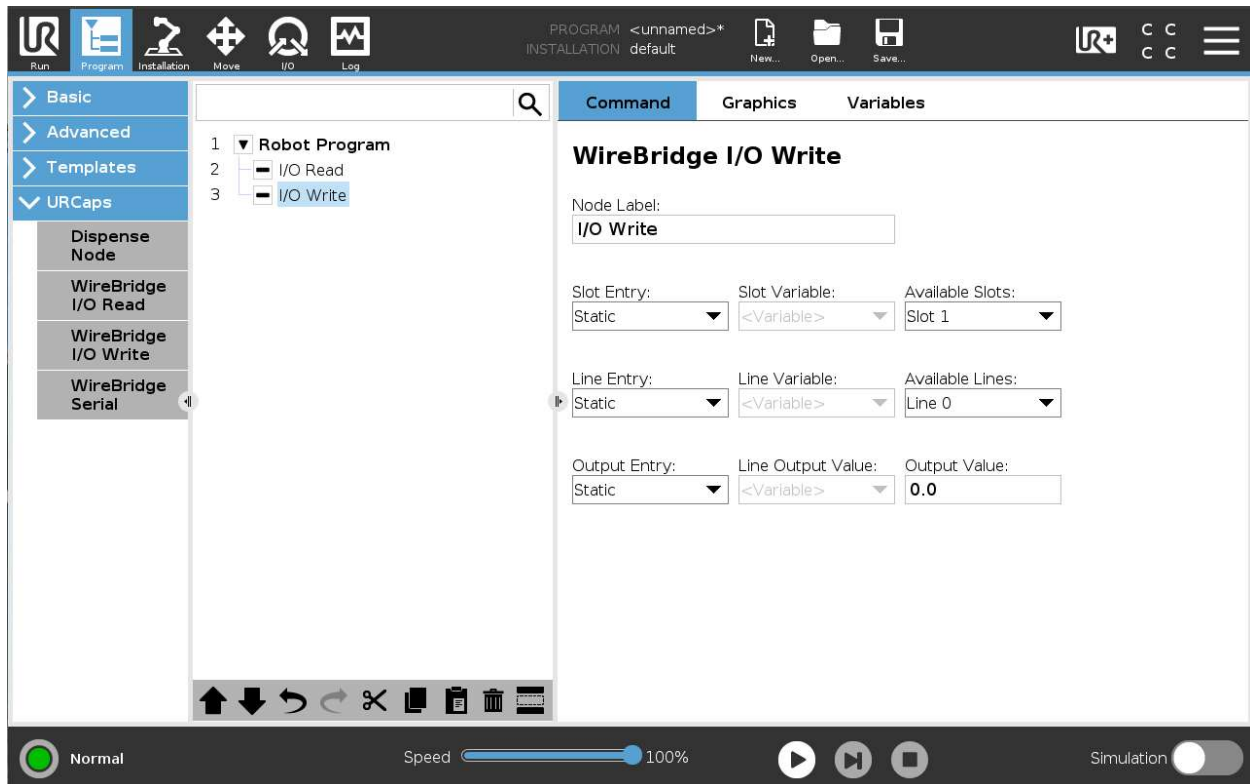 UR
Run
Program
Installation
Move
I/O
Log
PROGRAM <unnamed>*
INSTALLATION default
New...
Open...
Save...
UR+
C C
C C
Basic
Advanced
Templates
URCaps
Dispense
Node
WireBridge
I/O Read
WireBridge
I/O Write
WireBridge
Serial
1 Robot Program
2 I/O Read
3 I/O Write
Command Graphics Variables
WireBridge I/O Write
Node Label:
I/O Write
Slot Entry: Slot Variable: Available Slots:
Static <Variable> Slot 1
Line Entry: Line Variable: Available Lines:
Static <Variable> Line 0
Output Entry: Line Output Value: Output Value:
Static <Variable> 0.0
Normal
Speed 100%
Simulation